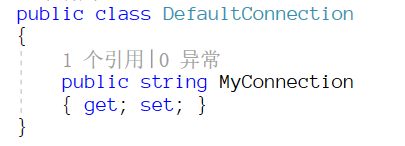 public class DefaultConnection
{
1 个引用|0 异常
public string MyConnection
{ get; set; }
}